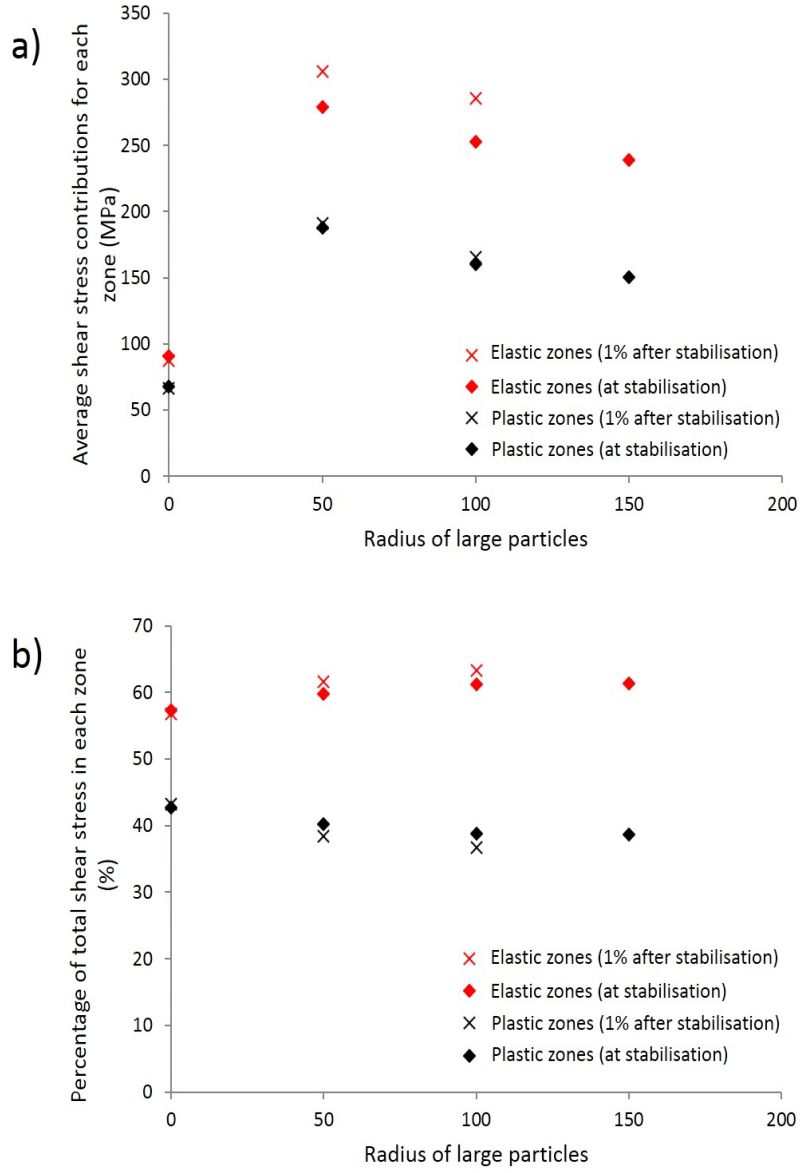 a)
Average shear stress contributions for each
zone (MPa)
350
300
250
200
150
100
50
0
0 50 100 150 200
Radius of large particles
Elastic zones (1% after stabilisation)
Elastic zones (at stabilisation)
Plastic zones (1% after stabilisation)
Plastic zones (at stabilisation)
b)
Percentage of total shear stress in each zone
(%)
70
60
50
40
30
20
10
0
0 50 100 150 200
Radius of large particles
Elastic zones (1% after stabilisation)
Elastic zones (at stabilisation)
Plastic zones (1% after stabilisation)
Plastic zones (at stabilisation)